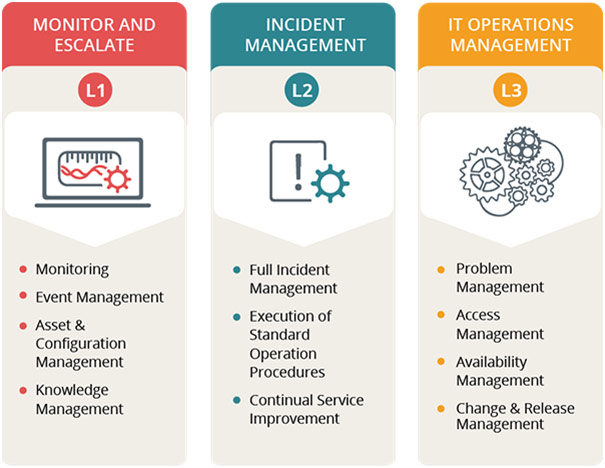 MONITOR AND
ESCALATE
L1
Monitoring
Event Management
Asset &
Configuration
Management
Knowledge
Management
INCIDENT
MANAGEMENT
L2
!
Full Incident
Management
Execution of
Standard
Operation
Procedures
Continual Service
Improvement
IT OPERATIONS
MANAGEMENT
L3
Problem
Management
Access
Management
Availability
Management
Change & Release
Management